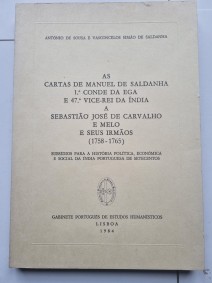 ANTÓNIO DE SOUSA E VASCONCELOS SIMÃO DE SALDANHA
AS
CARTAS DE MANUEL DE SALDANHA
1.º CONDE DA EGA
E 47.º VICE-REI DA ÍNDIA
A
SEBASTIÃO JOSÉ DE CARVALHO
E MELO
E SEUS IRMÃOS
(1758-1765)
SUBSÍDIOS PARA A HISTÓRIA POLÍTICA, ECONÓMICA
E SOCIAL DA ÍNDIA PORTUGUESA DE SETECENTOS
GABINETE PORTUGUÊS DE ESTUDOS HUMANÍSTICOS
LISBOA
1984